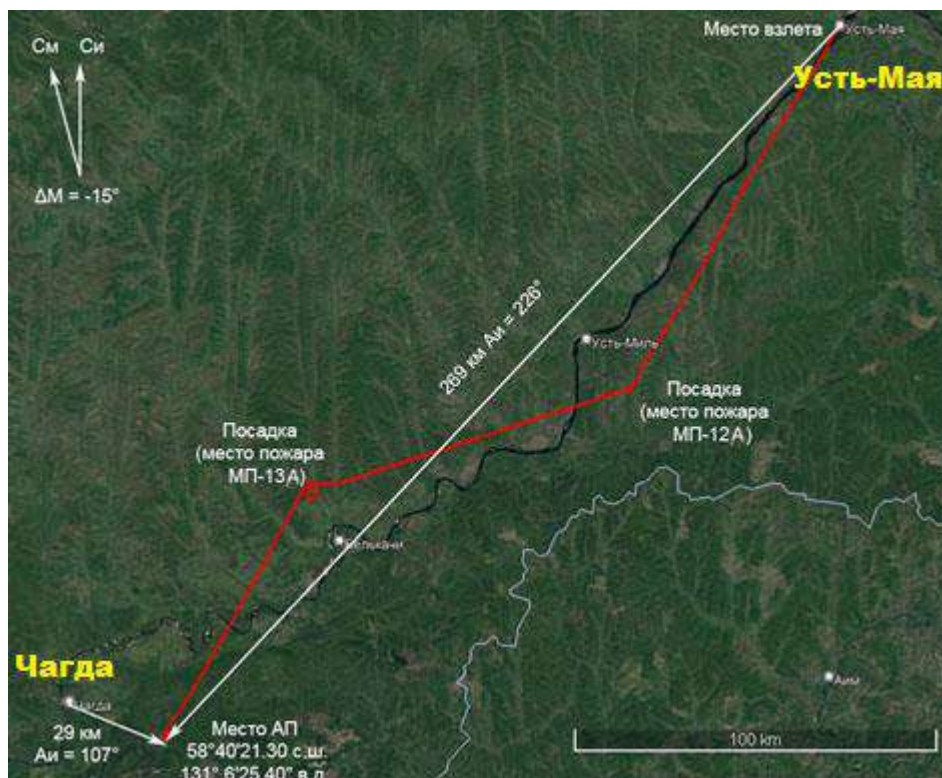 См Си
ΔМ = -15°
Место взлета
Усть-Мая
Усть-Мая
269 км Аи = 226°
Усть-Миль
Посадка
(место пожара
МП-12А)
Посадка
(место пожара
МП-13А)
Чагда
29 км
Аи = 107°
Место АП
58°40'21.30 с.ш.
131° 6'25.40" в.д.
Аим
100 km